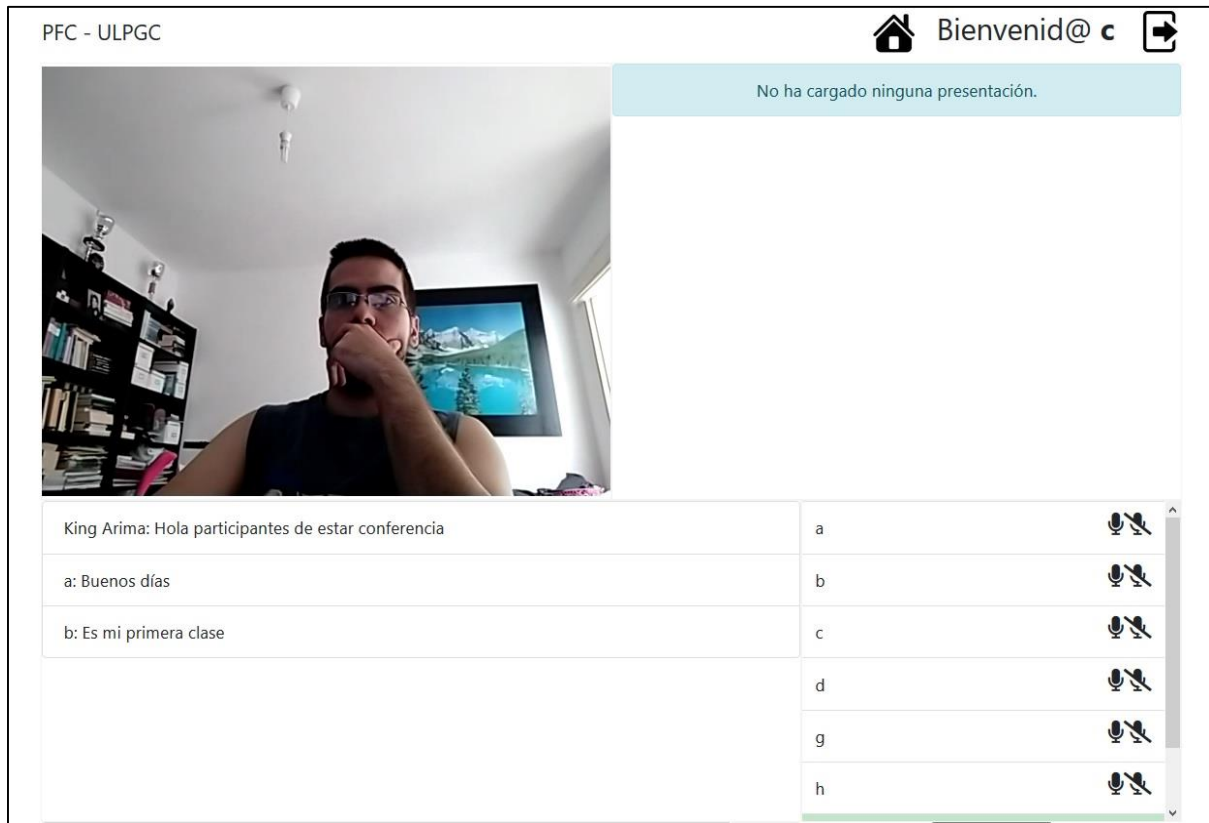 PFC - ULPGC
Bienvenid@ c
No ha cargado ninguna presentación.
King Arima: Hola participantes de estar conferencia
a: Buenos días
b: Es mi primera clase
a
b
c
d
g
h